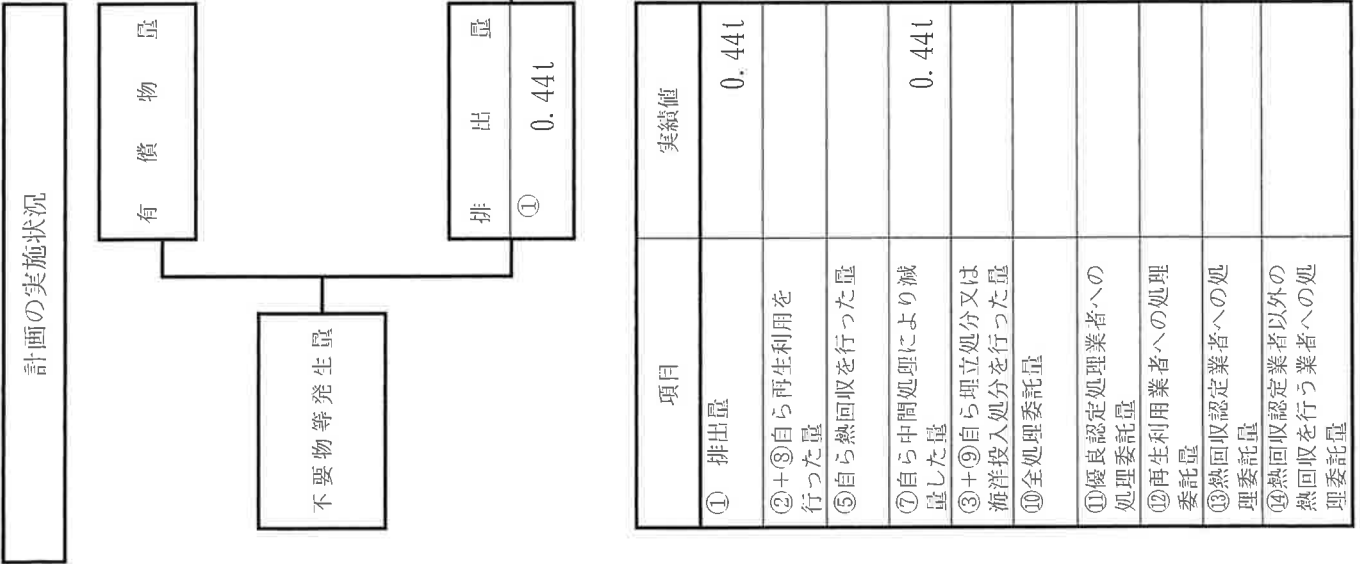 計画の実施状況
不要物等発生量
有償物量
排出量
① 0.44t
項目 実績値
① 排出量 0.44t
②+⑧自ら再生利用を
行った量
⑤自ら熱回収を行った量
⑦自ら中間処理により減
量した量 0.44t
③+⑨自ら埋立処分又は
海洋投入処分を行った量
⑩全処理委託量
⑪優良認定処理業者への
処理委託量
⑫再生利用業者への処理
委託量
⑬熱回収認定業者への処
理委託量
⑭熱回収認定業者以外の
熱回収を行う業者への処
理委託量